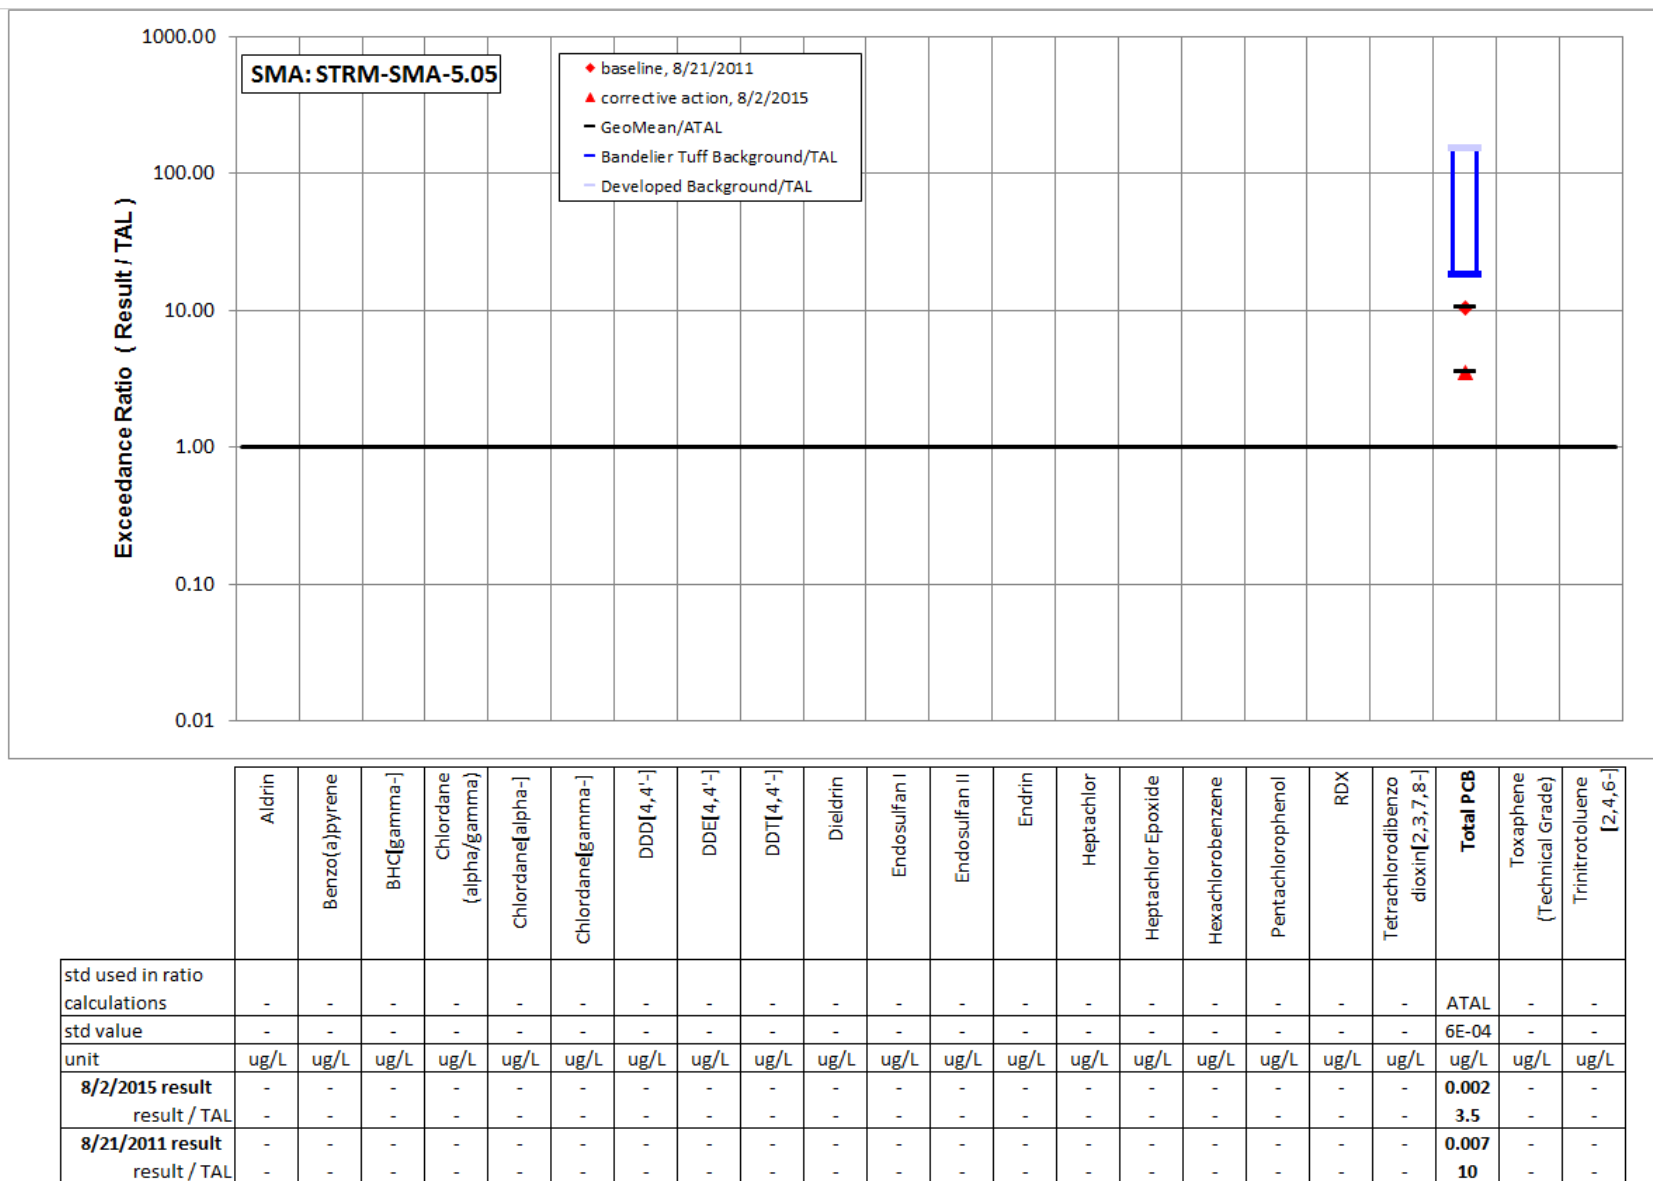 1000.00
100.00
10.00
1.00
0.10
0.01
Exceedance Ratio ( Result / TAL )
SMA: STRM-SMA-5.05
baseline, 8/21/2011
corrective action, 8/2/2015
GeoMean/ATAL
Bandelier Tuff Background/TAL
Developed Background/TAL
Aldrin
Benzo(a)pyrene
BHC[gamma-]
Chlordane
(alpha/gamma)
Chlordane[alpha-]
Chlordane[gamma-]
DDD[4,4'-]
DDE[4,4'-]
DDT[4,4'-]
Dieldrin
Endosulfan I
Endosulfan II
Endrin
Heptachlor
Heptachlor Epoxide
Hexachlorobenzene
Pentachlorophenol
RDX
Tetrachlorodibenzo
dioxin[2,3,7,8-]
Total PCB
Toxaphene
(Technical Grade)
Trinitrotoluene
[2,4,6-]
std used in ratio
calculations - - - - - - - - - - - - - - - - - - - ATAL - -
std value - - - - - - - - - - - - - - - - - - - 6E-04 - -
unit ug/L ug/L ug/L ug/L ug/L ug/L ug/L ug/L ug/L ug/L ug/L ug/L ug/L ug/L ug/L ug/L ug/L ug/L ug/L ug/L ug/L ug/L
8/2/2015 result - - - - - - - - - - - - - - - - - - - 0.002 - -
result / TAL - - - - - - - - - - - - - - - - - - - 3.5 - -
8/21/2011 result - - - - - - - - - - - - - - - - - - - 0.007 - -
result / TAL - - - - - - - - - - - - - - - - - - - 10 - -